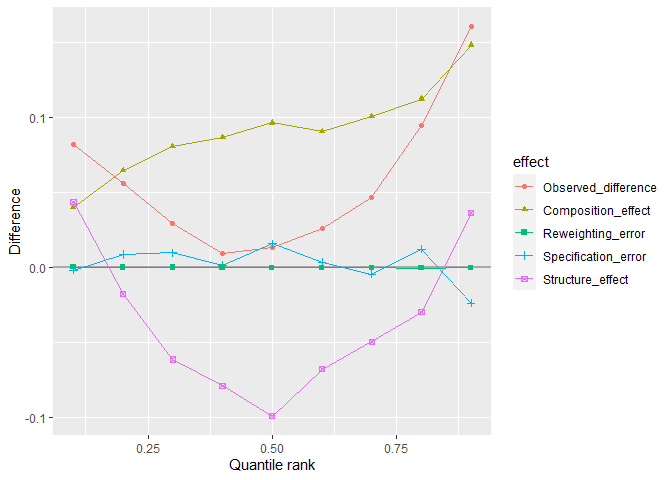 0.1
0.0
-0.1
Difference
0.25
0.50
0.75
Quantile rank
effect
Observed_difference
Composition_effect
Reweighting_error
Specification_error
Structure_effect